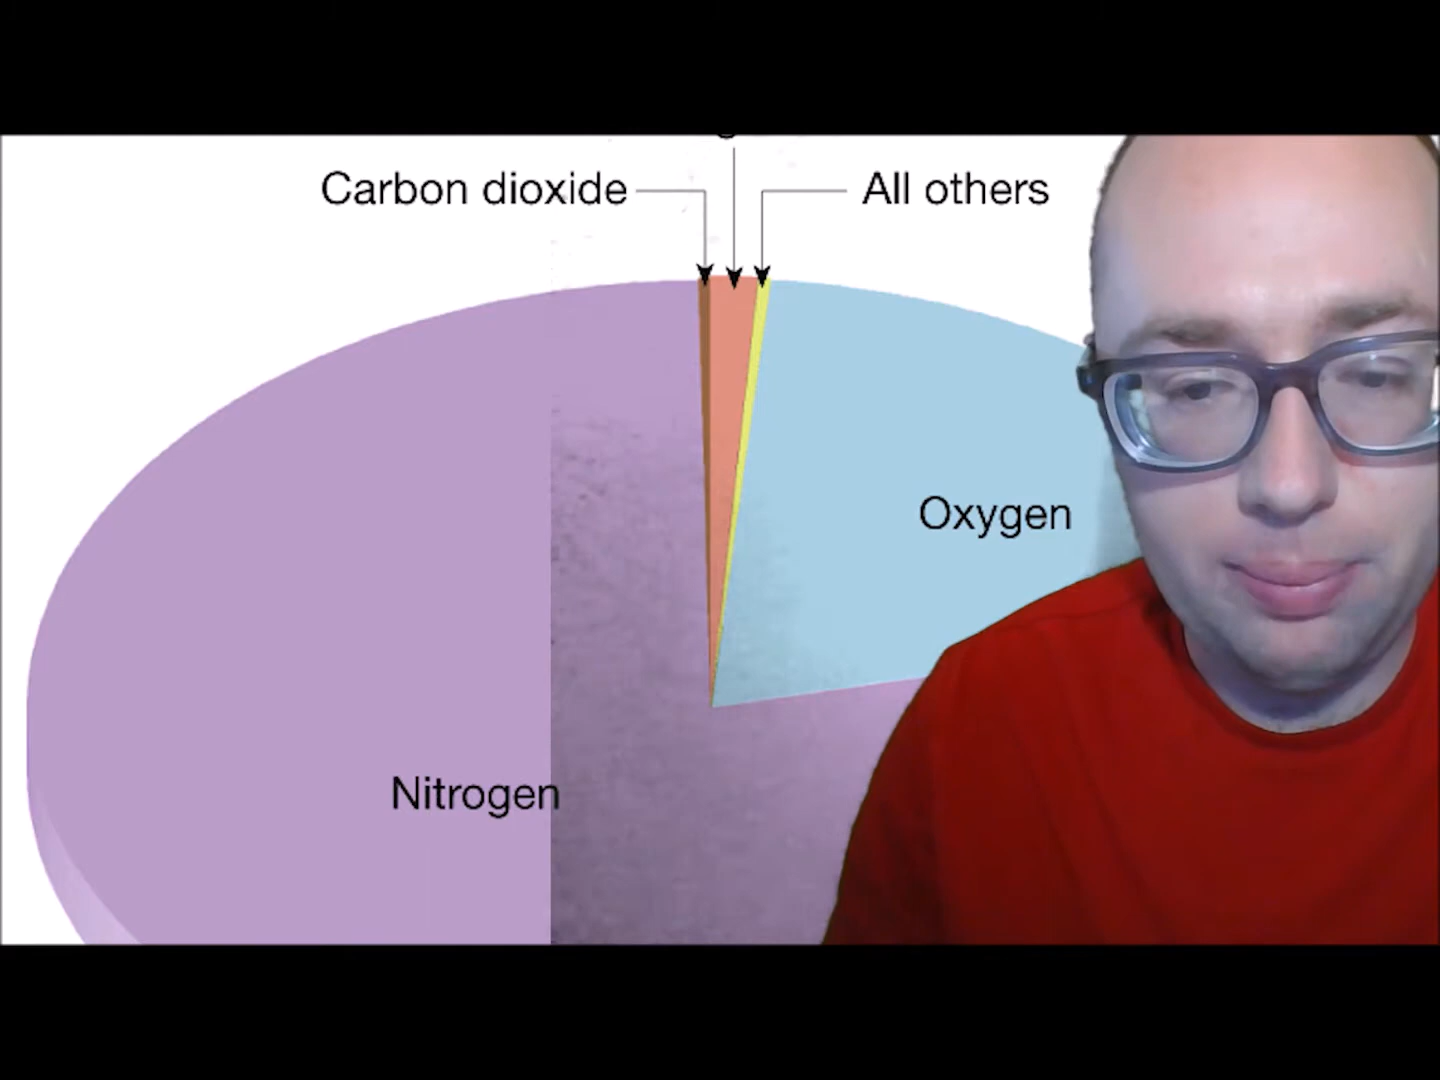 Carbon dioxide
All others
Oxygen
Nitrogen